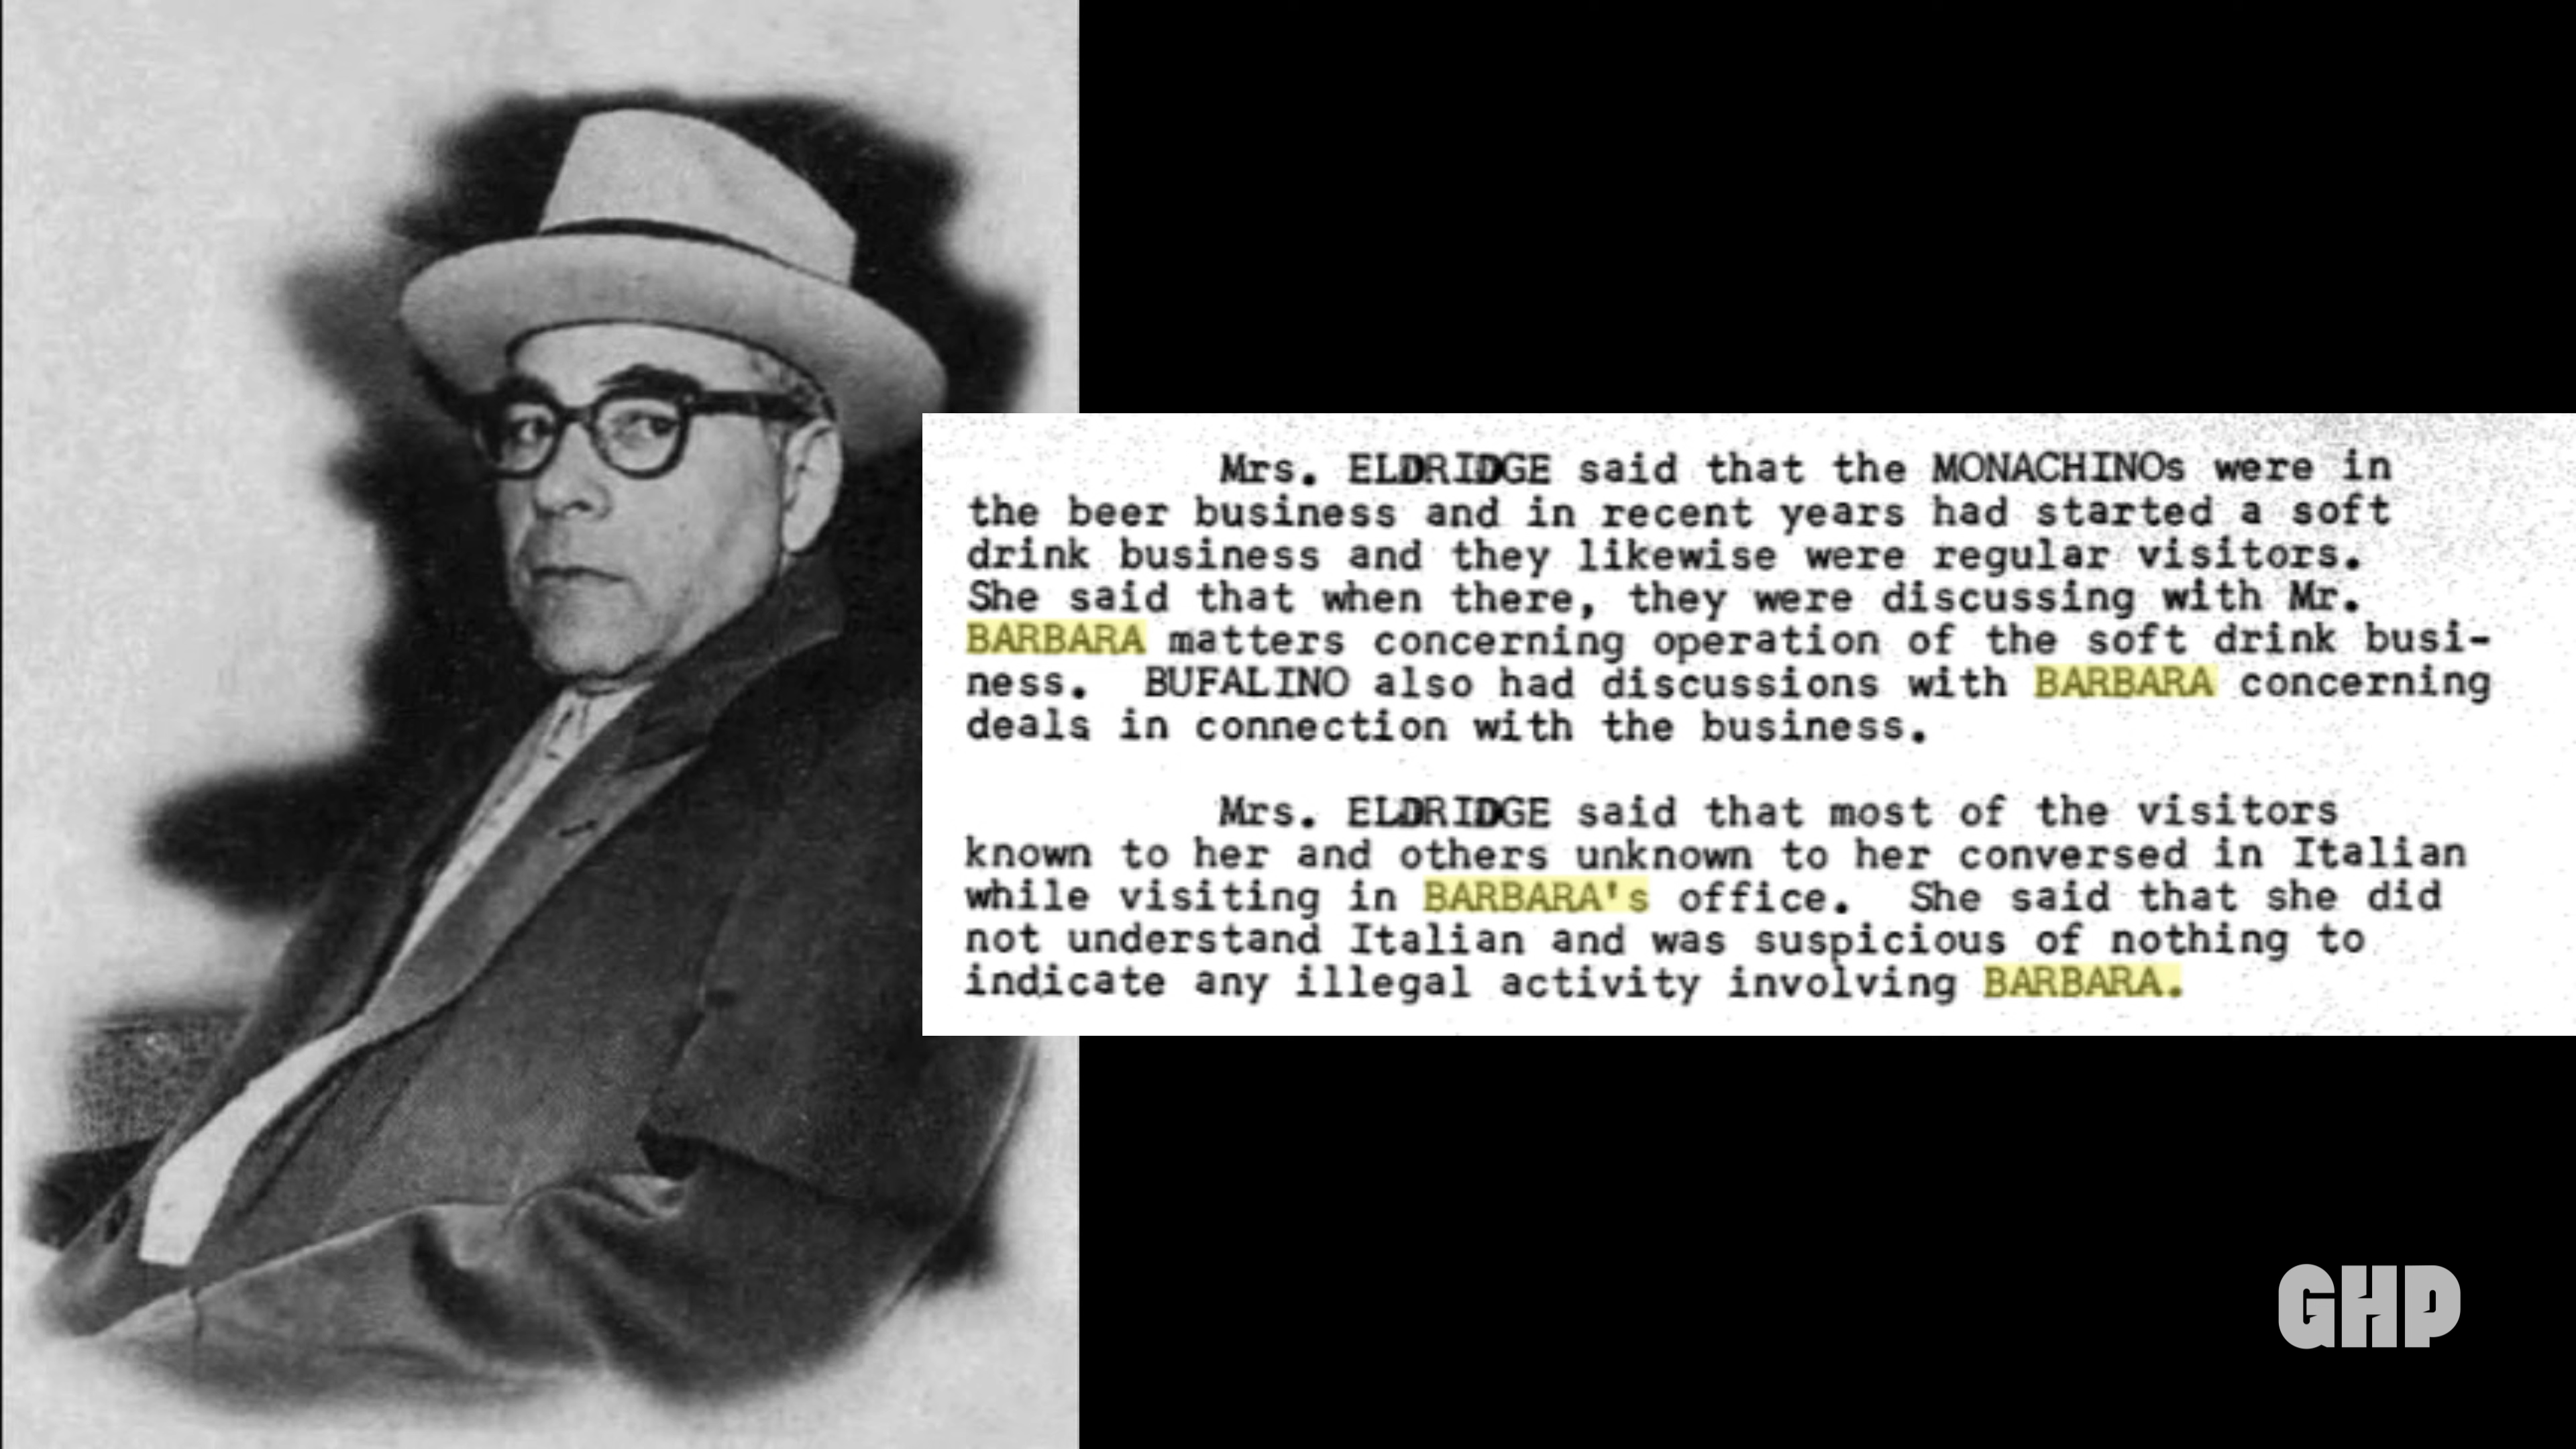 Mrs. ELDRIDGE said that the MONACHINOs were in
the beer business and in recent years had started a soft
drink business and they likewise were regular visitors.
She said that when there, they were discussing with Mr.
BARBARA matters concerning operation of the soft drink busi-
ness. BUFALINO also had discussions with BARBARA concerning
deals in connection with the business.
Mrs. ELDRIDGE said that most of the visitors
known to her and others unknown to her conversed in Italian
while visiting in BARBARA's office. She said that she did
not understand Italian and was suspicious of nothing to
indicate any illegal activity involving BARBARA.
GHP